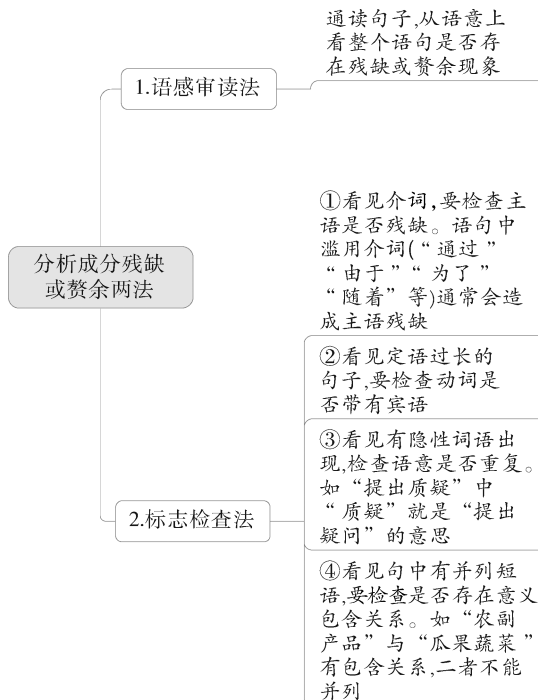 通读句子,从语意上
看整个语句是否存
在残缺或赘余现象
1.语感审读法
①看见介词,要检查主
语是否残缺。语句中
滥用介词(“通过”
“由于”“为了”
“随着”等)通常会造
成主语残缺
分析成分残缺
或赘余两法
②看见定语过长的
句子,要检查动词是
否带有宾语
③看见有隐性词语出
现,检查语意是否重复。
如“提出质疑”中
“质疑”就是“提出
疑问”的意思
2.标志检查法
④看见句中有并列短
语,要检查是否存在意义
包含关系。如“农副
产品”与“瓜果蔬菜”
有包含关系,二者不能
并列